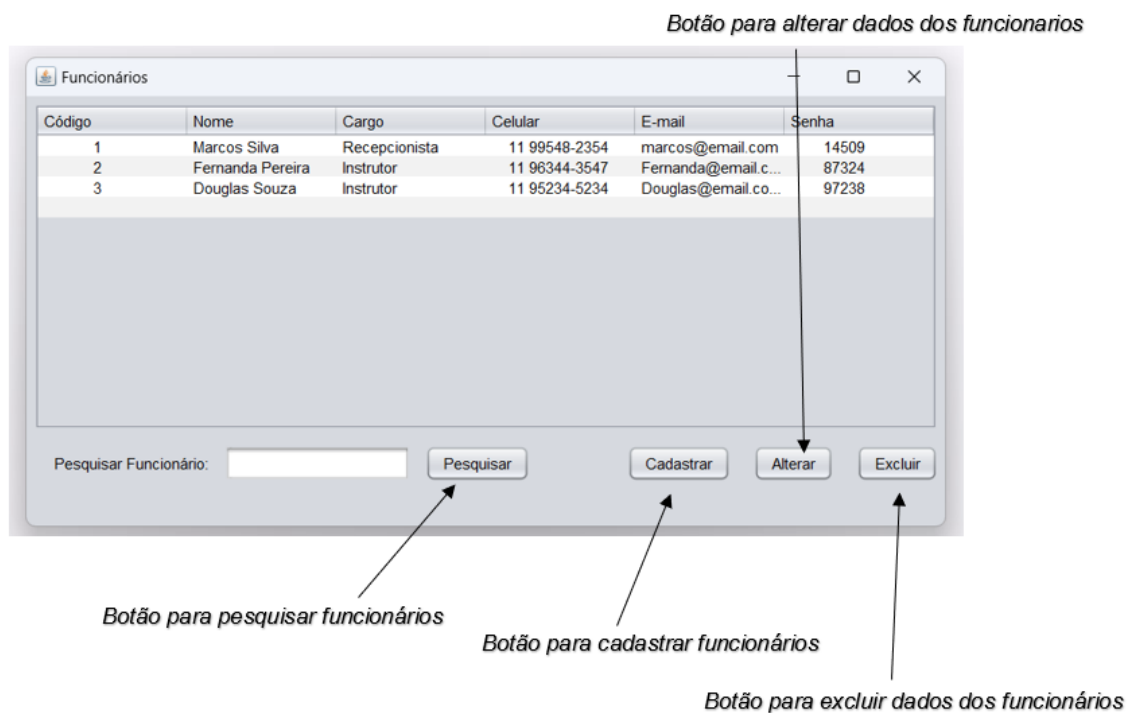 Botão para alterar dados dos funcionarios
Funcionários
Código Nome Cargo Celular E-mail Senha
1 Marcos Silva Recepcionista 11 99548-2354 marcos@email.com 14509
2 Fernanda Pereira Instrutor 11 96344-3547 Fernanda@email.c... 87324
3 Douglas Souza Instrutor 11 95234-5234 Douglas@email.co... 97238
Pesquisar Funcionário: Pesquisar Cadastrar Alterar Excluir
Botão para pesquisar funcionários
Botão para cadastrar funcionários
Botão para excluir dados dos funcionários